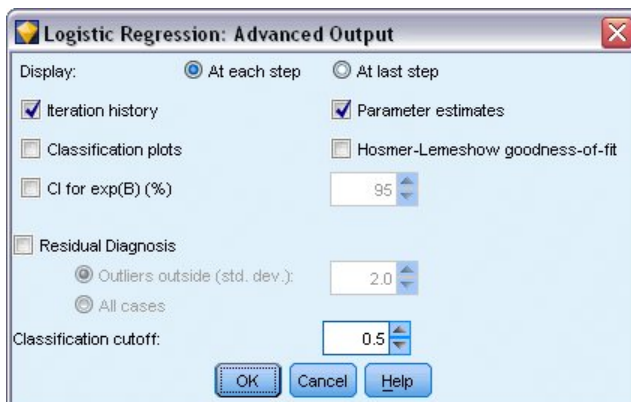 Logistic Regression: Advanced Output
Display: At each step At last step
Iteration history Parameter estimates
Classification plots Hosmer-Lemeshow goodness-of-fit
CI for exp(B) (%) 95
Residual Diagnosis
Outliers outside (std. dev.): 2.0
All cases
Classification cutoff: 0.5
OK Cancel Help